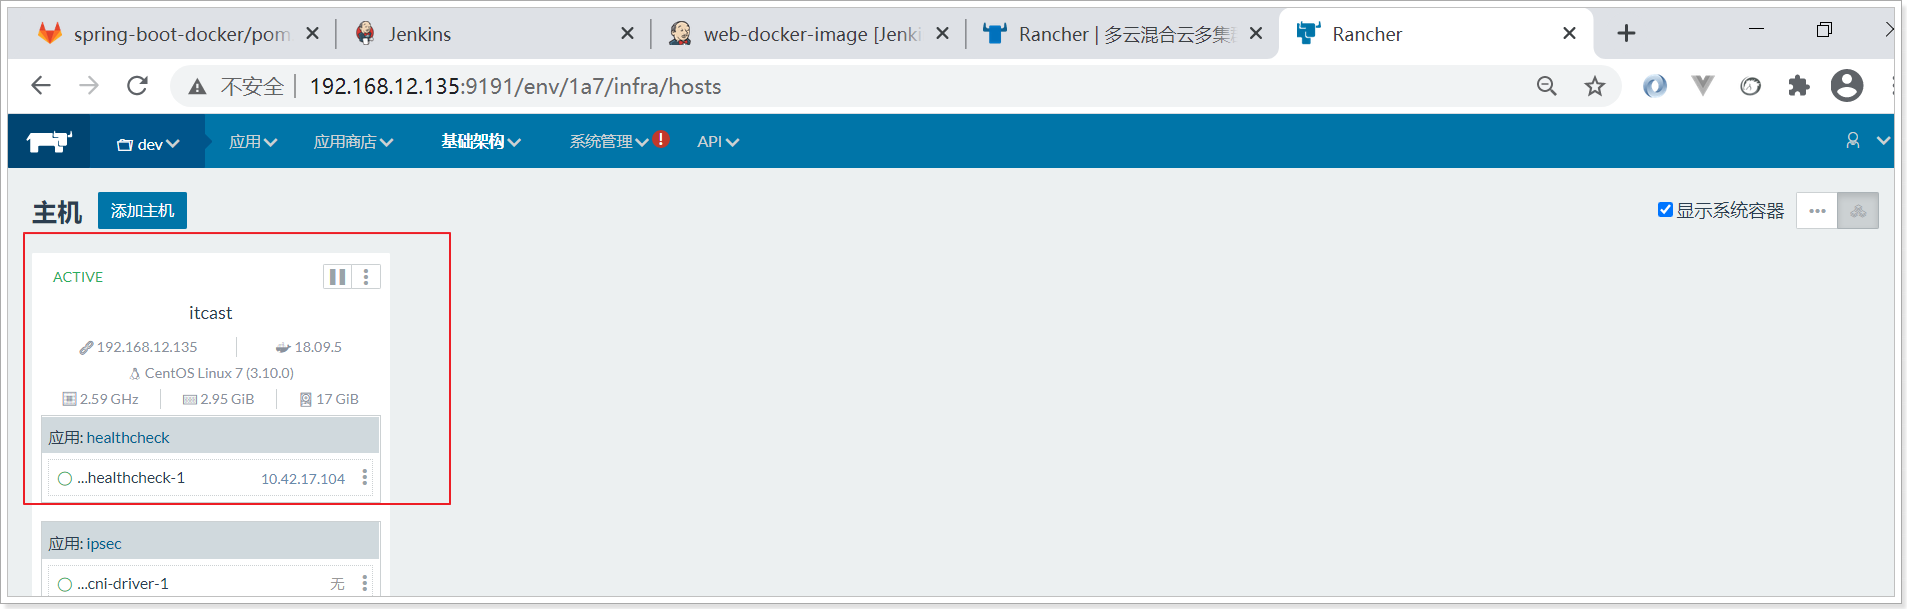 spring-boot-docker/pom
Jenkins
web-docker-image [Jenki
Rancher | 多云混合云多集群
Rancher
不安全
192.168.12.135:9191/env/1a7/infra/hosts
dev
应用
应用商店
基础架构
系统管理
API
主机
添加主机
显示系统容器
ACTIVE
itcast
192.168.12.135
18.09.5
CentOS Linux 7 (3.10.0)
2.59 GHz
2.95 GiB
17 GiB
应用: healthcheck
...healthcheck-1
10.42.17.104
应用: ipsec
...cni-driver-1
无